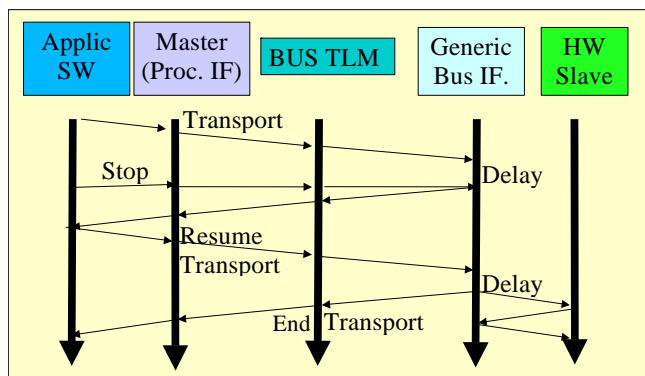 Applic
SW
Master
(Proc. IF)
BUS TLM
Generic
Bus IF.
HW
Slave
Transport
Stop
Delay
Resume
Transport
Delay
End Transport